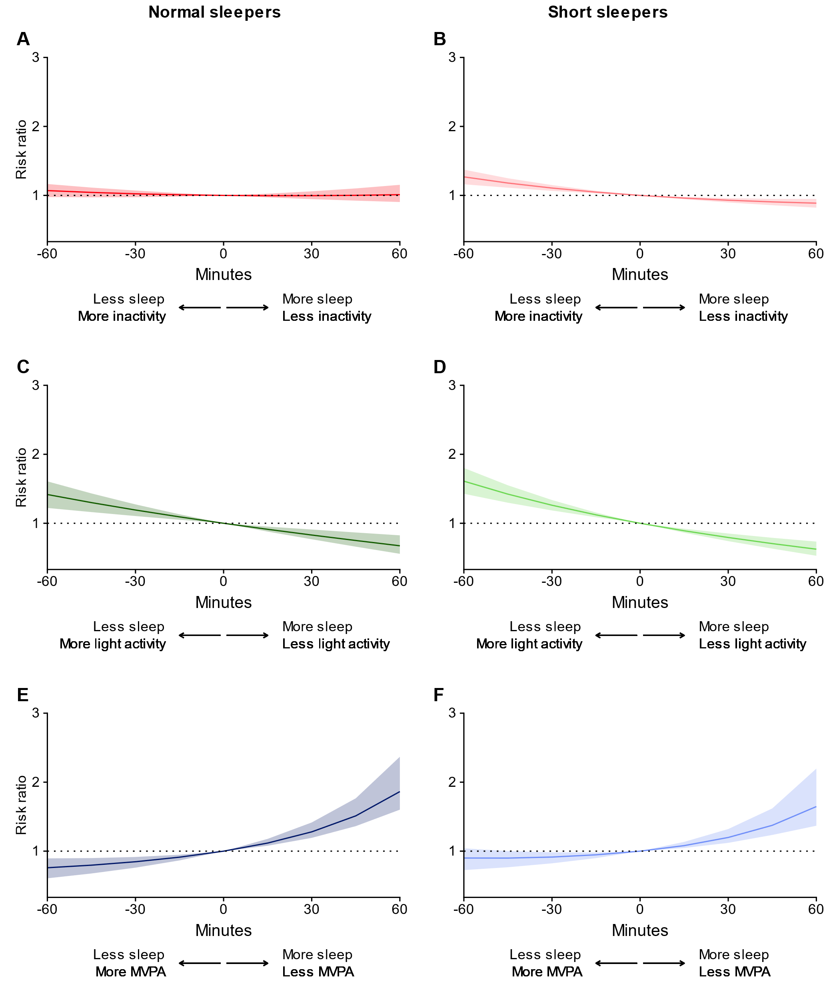 Normal sleepers
Short sleepers
A
3
2
1
Risk ratio
-60 -30 0 30 60
Minutes
Less sleep
More inactivity
More sleep
Less inactivity
B
3
2
1
-60 -30 0 30 60
Minutes
Less sleep
More inactivity
More sleep
Less inactivity
C
3
2
1
Risk ratio
-60 -30 0 30 60
Minutes
Less sleep
More light activity
More sleep
Less light activity
D
3
2
1
-60 -30 0 30 60
Minutes
Less sleep
More light activity
More sleep
Less light activity
E
3
2
1
Risk ratio
-60 -30 0 30 60
Minutes
Less sleep
More MVPA
More sleep
Less MVPA
F
3
2
1
-60 -30 0 30 60
Minutes
Less sleep
More MVPA
More sleep
Less MVPA